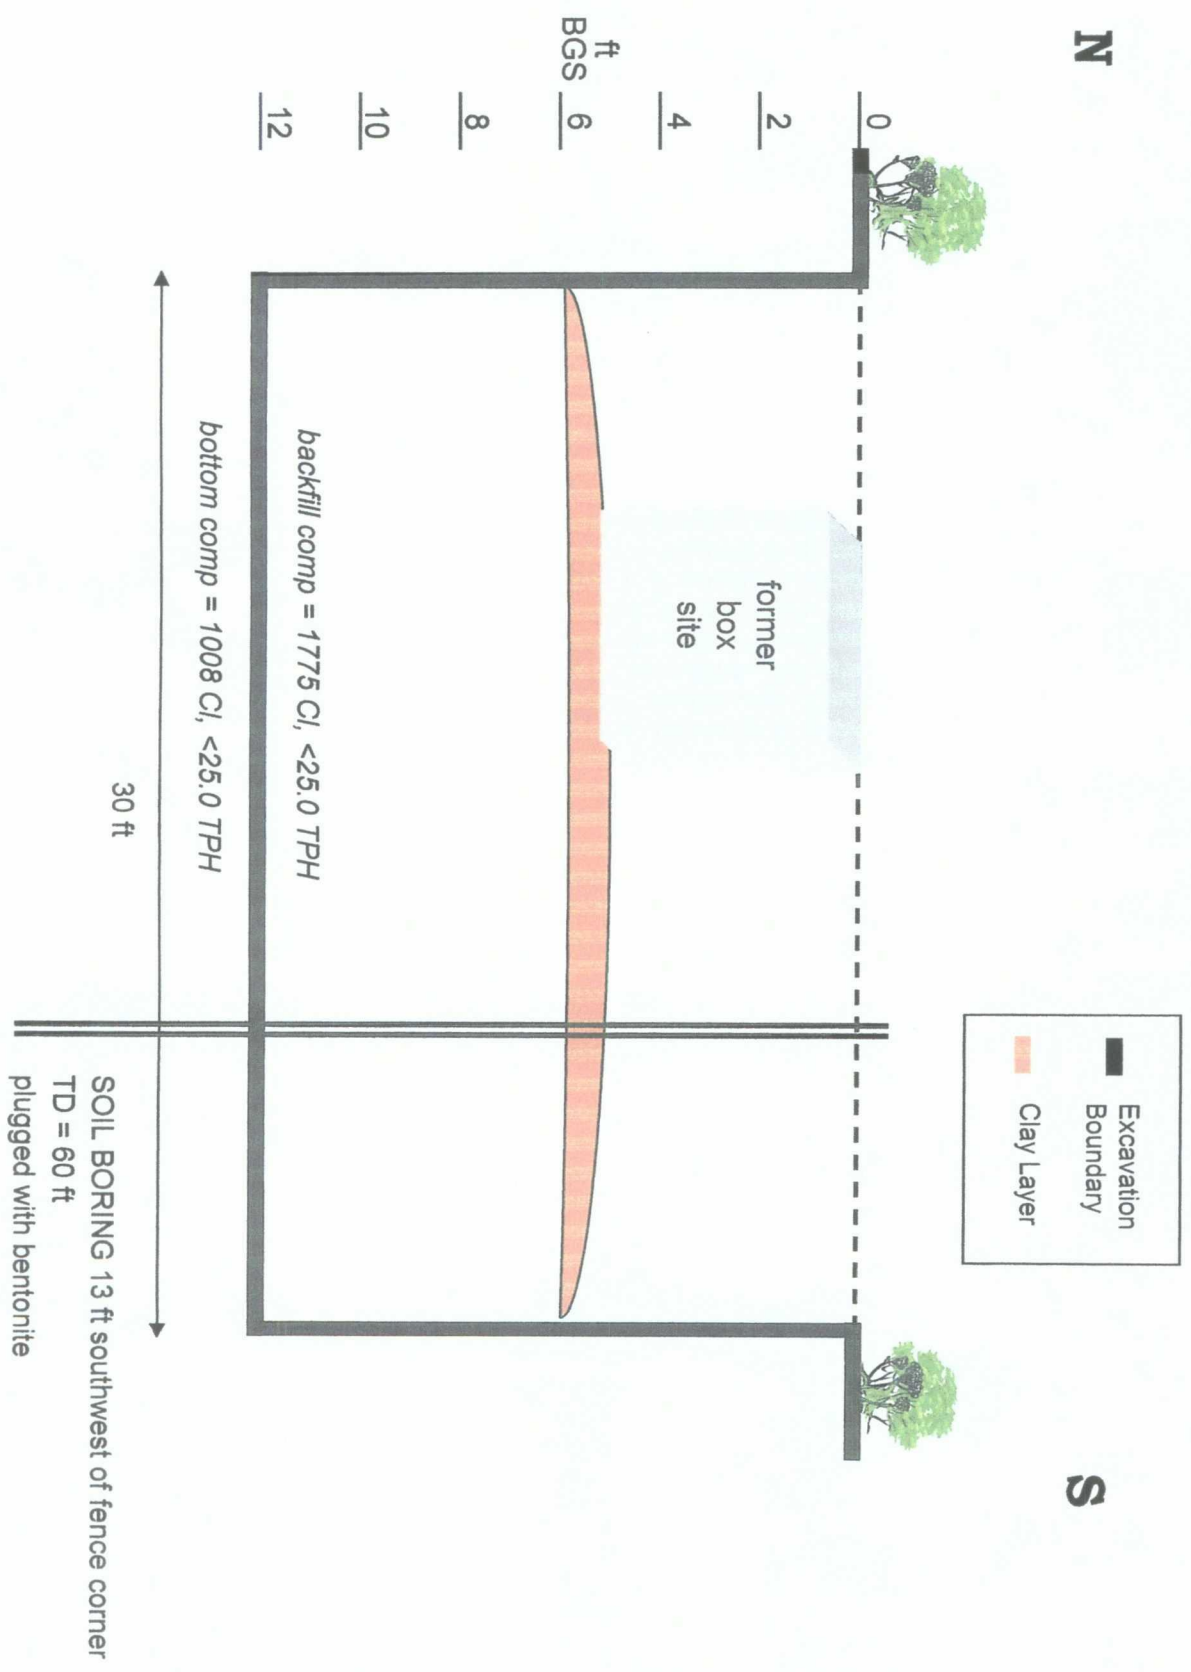 N
S
Excavation
Boundary
Clay Layer
0
2
4
ft
BGS
6
8
10
12
former
box
site
backfill comp = 1775 Cl, <25.0 TPH
bottom comp = 1008 Cl, <25.0 TPH
30 ft
SOIL BORING 13 ft southwest of fence corner
TD = 60 ft
plugged with bentonite